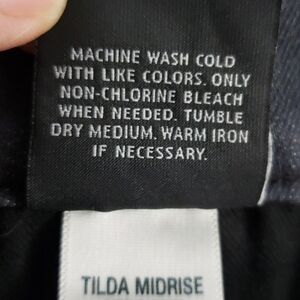 MACHINE WASH COLD
WITH LIKE COLORS. ONLY
NON-CHLORINE BLEACH
WHEN NEEDED. TUMBLE
DRY MEDIUM. WARM IRON
IF NECESSARY.
TILDA MIDRISE